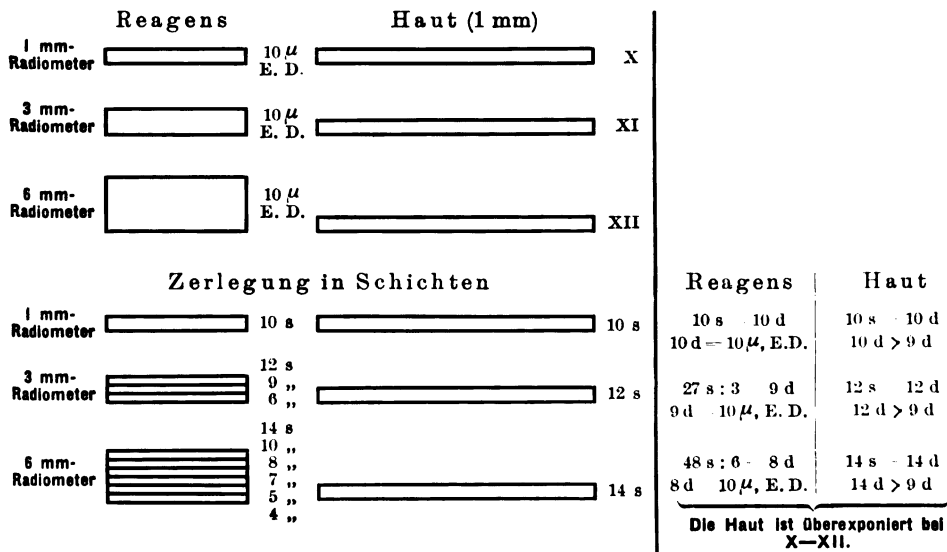 Reagens Haut (1 mm)
1 mm-
Radiometer
10 μ
E. D.
X
3 mm-
Radiometer
10 μ
E. D.
XI
6 mm-
Radiometer
10 μ
E. D.
XII
Zerlegung in Schichten
1 mm-
Radiometer
10 s
10 s
3 mm-
Radiometer
12 s
9 „
6 „
12 s
6 mm-
Radiometer
14 s
10 „
8 „
7 „
5 „
4 „
14 s
Reagens Haut
10 s - 10 d 10 s - 10 d
10 d = 10 μ, E.D. 10 d > 9 d
27 s : 3 9 d 12 s 12 d
9 d 10 μ, E. D. 12 d > 9 d
48 s : 6 - 8 d 14 s - 14 d
8 d 10 μ, E. D. 14 d > 9 d
Die Haut ist überexponiert bei
X—XII.